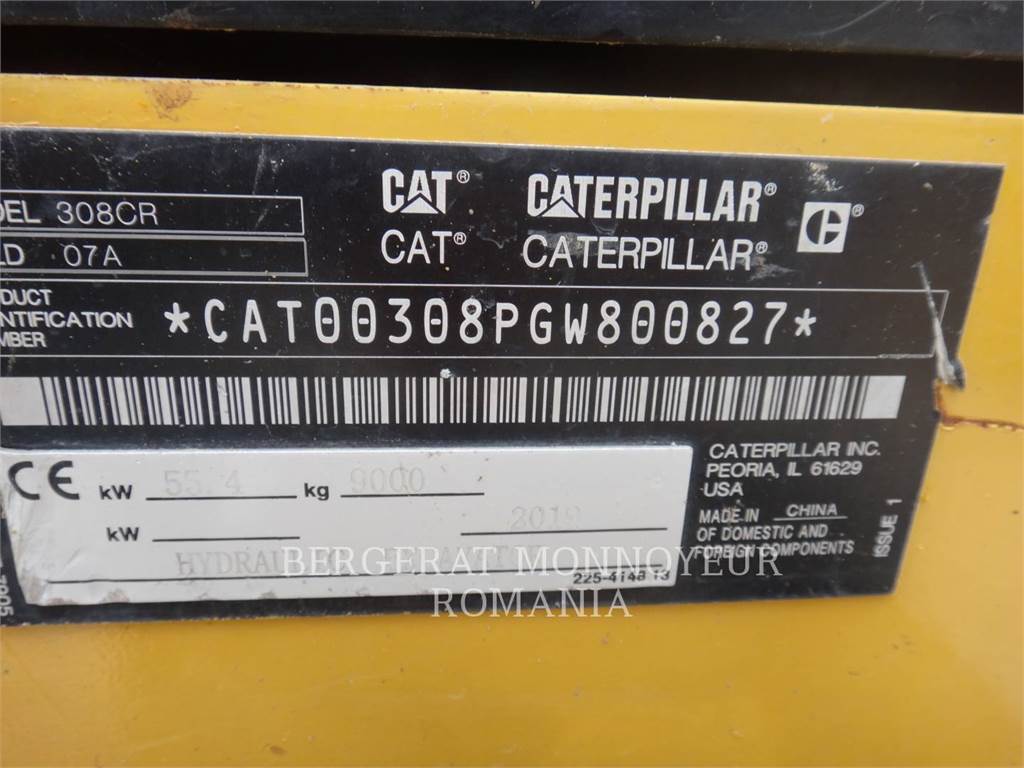 CAT® CATERPILLAR®
CAT® CATERPILLAR®
DEL 308CR
LD 07A
DUCT
NTIFICATION
MBER
*CAT00308PGW800827*
CE kW 55.4 kg 9000
kW
CATERPILLAR INC.
PEORIA, IL 61629
USA
MADE IN CHINA
OF DOMESTIC AND
FOREIGN COMPONENTS
ISSUE 1
225-4148 13
BERGERAT MONNOYEUR
ROMANIA